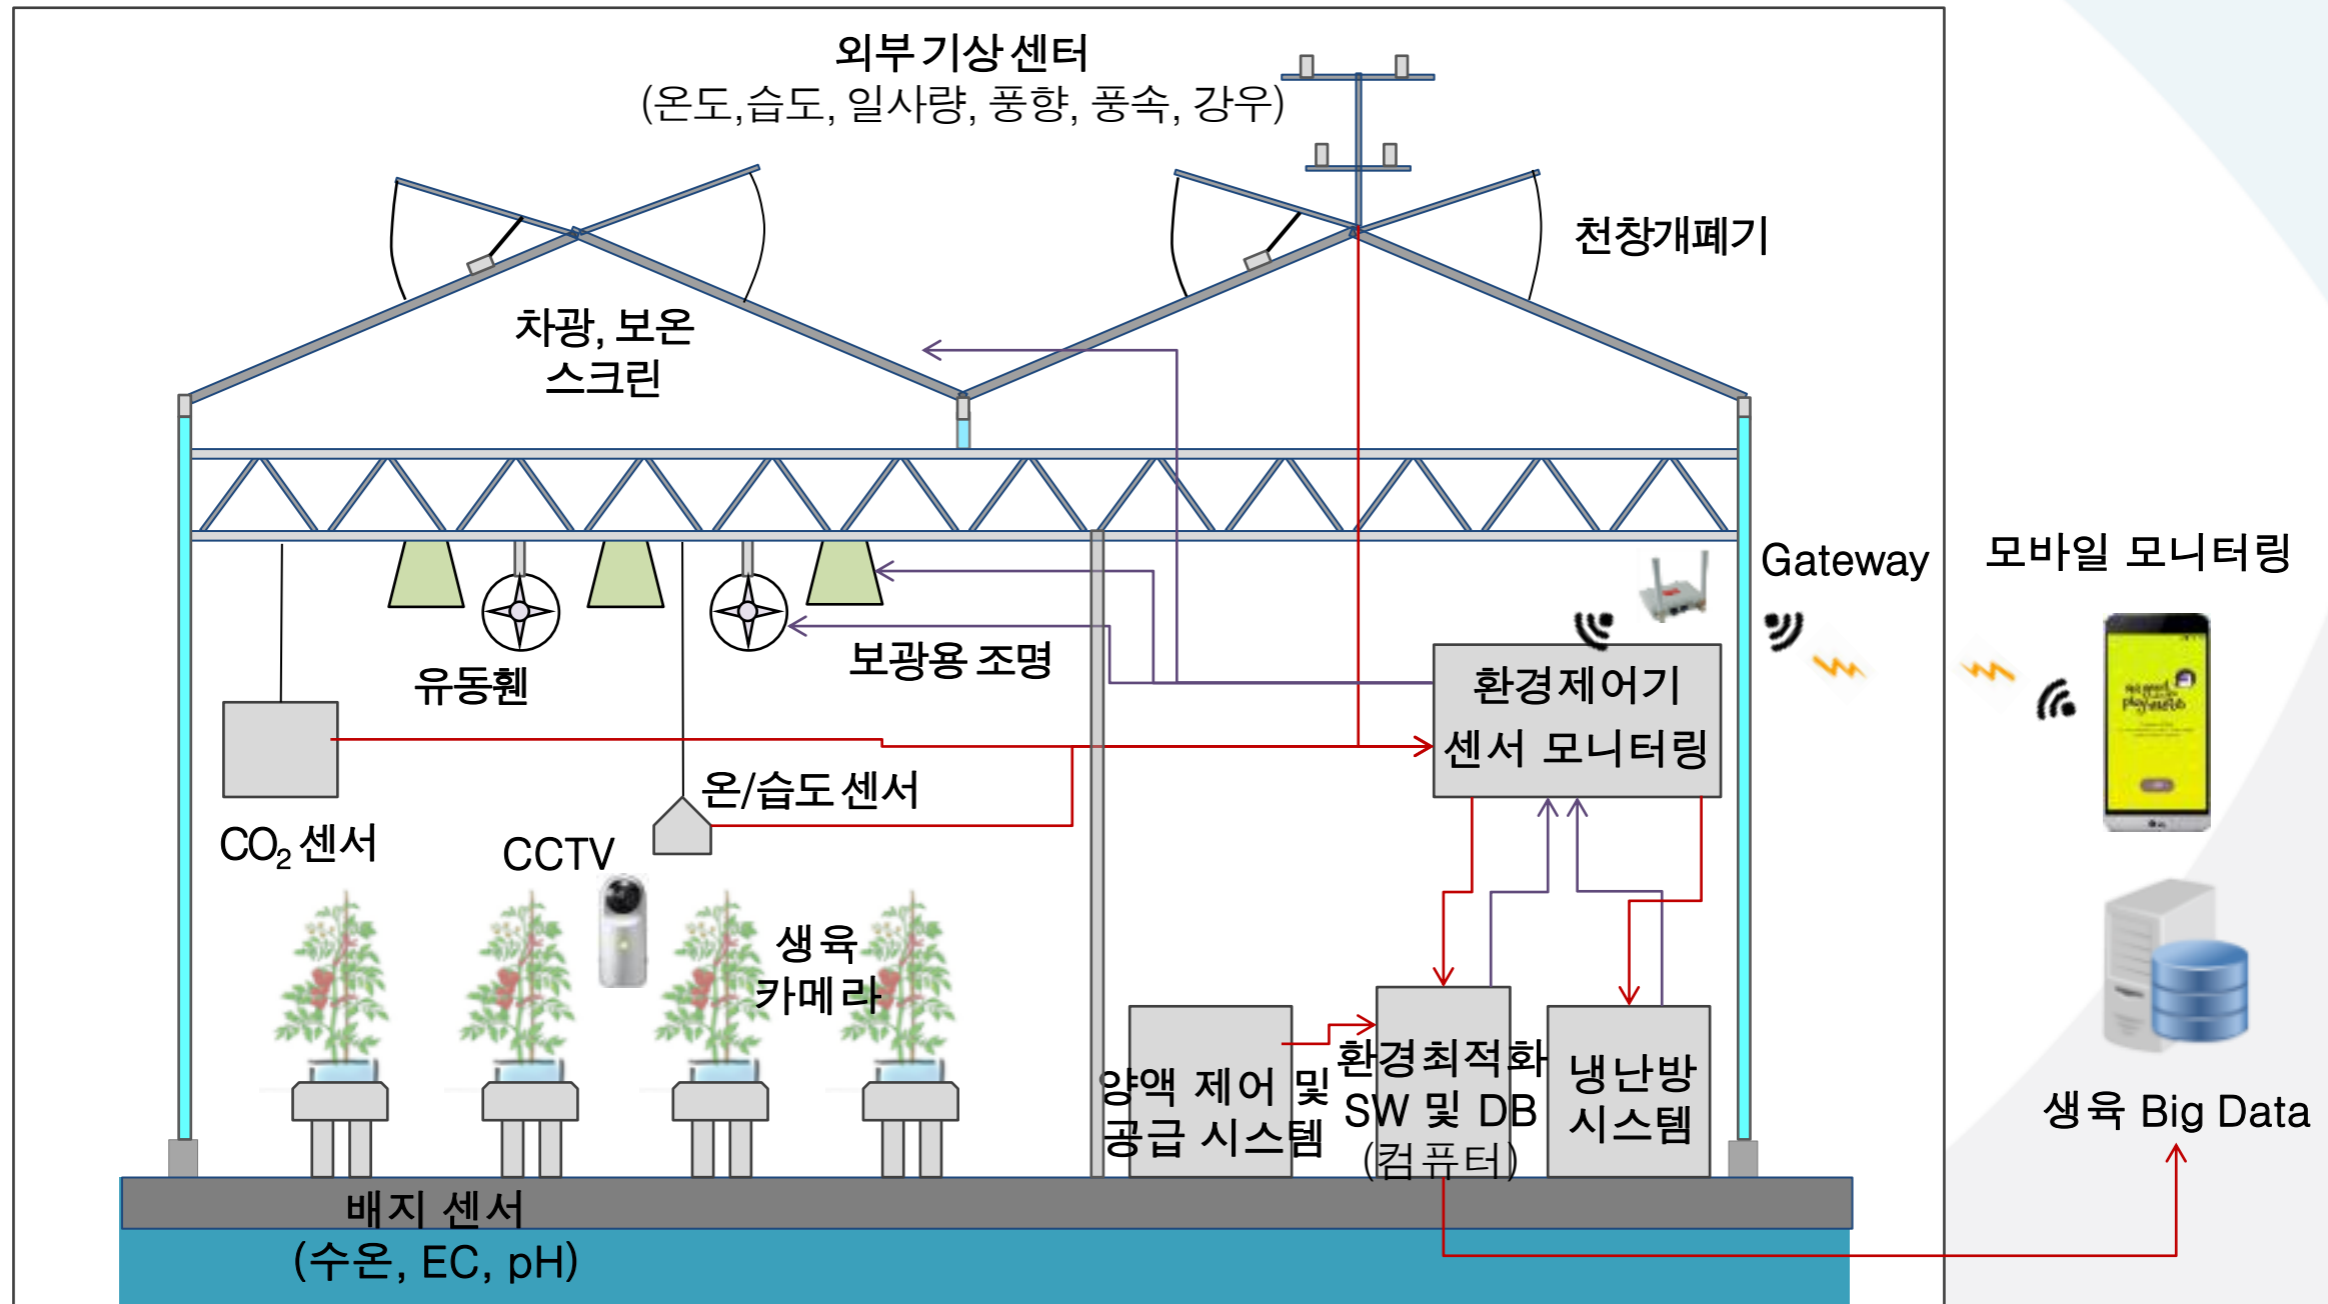 외부 기상 센터
(온도,습도, 일사량, 풍향, 풍속, 강우)
천창개폐기
차광, 보온
스크린
Gateway
모바일 모니터링
유동휀
보광용 조명
환경제어기
센서 모니터링
온/습도 센서
CO₂ 센서
CCTV
생육
카메라
양액 제어 및
공급 시스템
환경최적화
SW 및 DB
(컴퓨터)
냉난방
시스템
생육 Big Data
배지 센서
(수온, EC, pH)